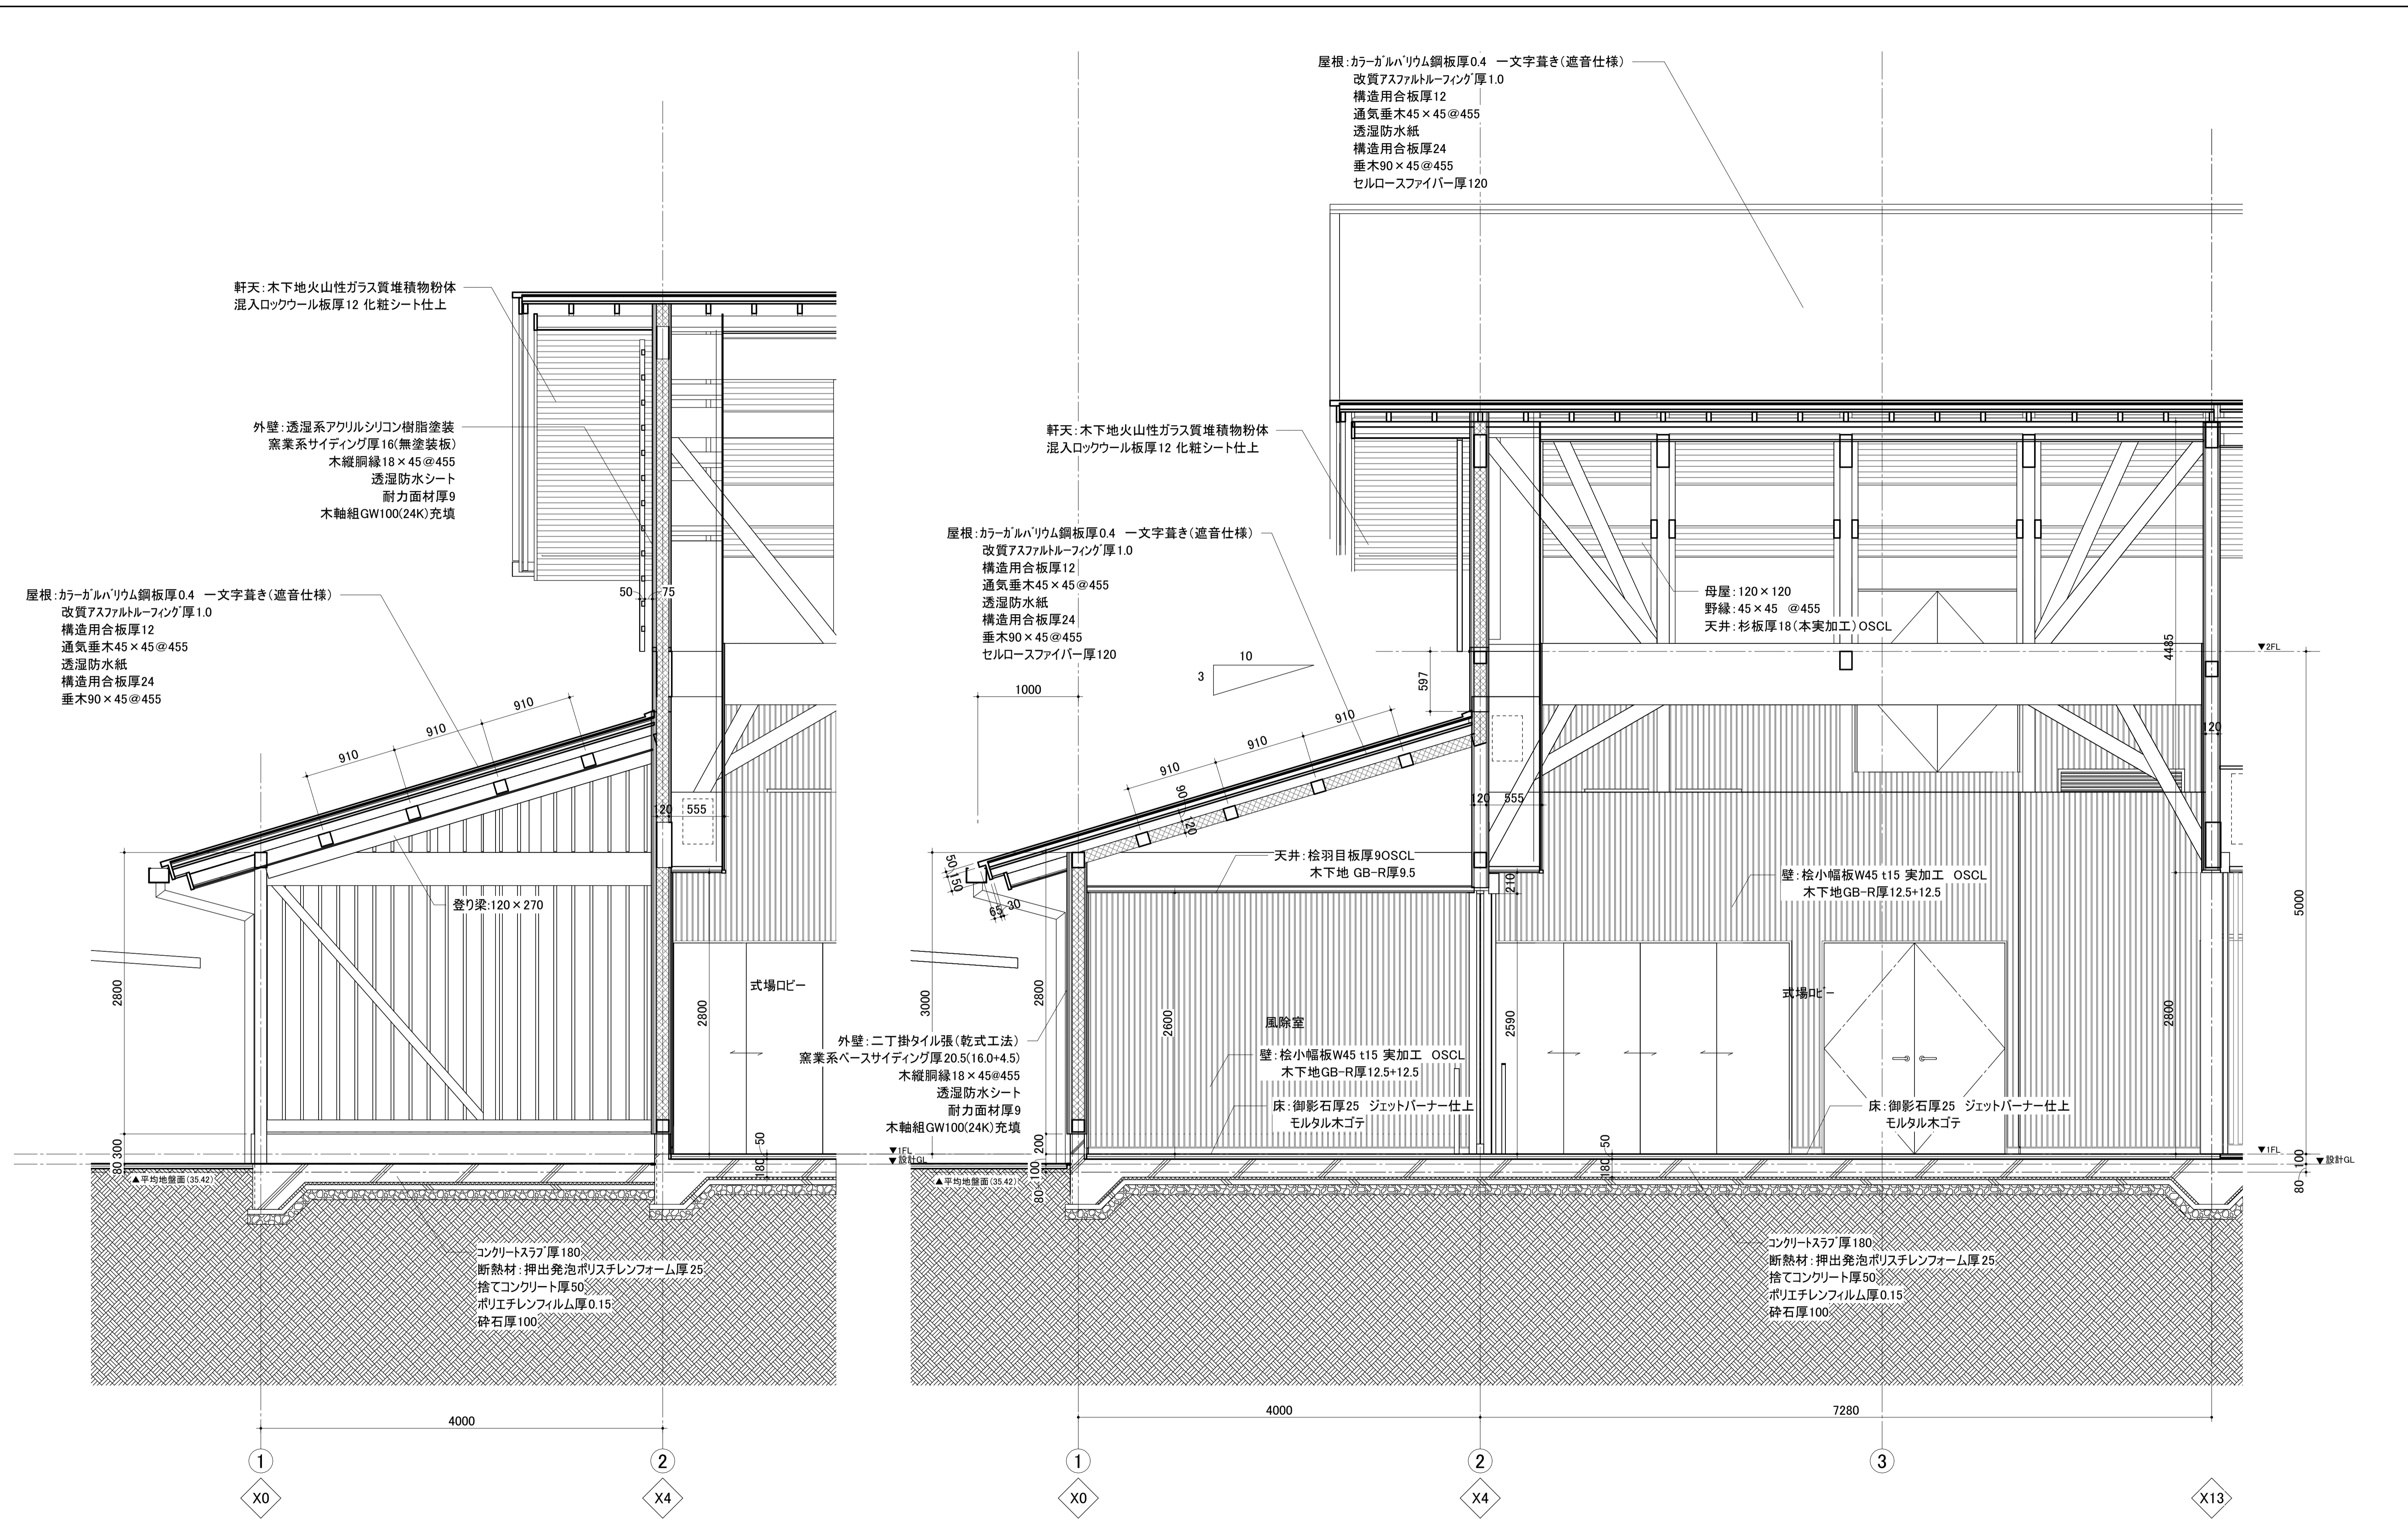 屋根：カラーガルバリウム鋼板厚0.4　一文字葺き（遮音仕様）
改質アスファルトルーフィング厚1.0
構造用合板厚12
通気垂木45×45＠455
透湿防水紙
構造用合板厚24
垂木90×45＠455
セルロースファイバー厚120
軒天：木下地火山性ガラス質堆積物粉体
混入ロックウール板厚12 化粧シート仕上
外壁：透湿系アクリルシリコン樹脂塗装
窯業系サイディング厚16(無塗装板)
木縦胴縁18×45＠455
透湿防水シート
耐力面材厚9
木軸組GW100(24K)充填
屋根：カラーガルバリウム鋼板厚0.4　一文字葺き（遮音仕様）
改質アスファルトルーフィング厚1.0
構造用合板厚12
通気垂木45×45＠455
透湿防水紙
構造用合板厚24
垂木90×45＠455
50
75
910
910
910
120
555
登り梁：120×270
式場ロビー
2800
2800
300
80
50
180
▼1FL
▼設計GL
▲平均地盤面(35.42)
コンクリートスラブ厚180
断熱材：押出発泡ポリスチレンフォーム厚25
捨てコンクリート厚50
ポリエチレンフィルム厚0.15
砕石厚100
4000
1
2
X0
X4
軒天：木下地火山性ガラス質堆積物粉体
混入ロックウール板厚12 化粧シート仕上
屋根：カラーガルバリウム鋼板厚0.4　一文字葺き（遮音仕様）
改質アスファルトルーフィング厚1.0
構造用合板厚12
通気垂木45×45＠455
透湿防水紙
構造用合板厚24
垂木90×45＠455
セルロースファイバー厚120
10
3
1000
597
910
910
910
90
120
120
555
50
150
65
30
母屋：120×120
野縁：45×45　＠455
天井：杉板厚18（本実加工）OSCL
4485
▼2FL
120
天井：桧羽目板厚9OSCL
木下地 GB-R厚9.5
210
壁：桧小幅板W45 t15 実加工　OSCL
木下地GB-R厚12.5+12.5
5000
3000
2800
2600
2590
2800
風除室
式場ロビー
外壁：二丁掛タイル張（乾式工法）
窯業系ベースサイディング厚20.5(16.0+4.5)
木縦胴縁18×45@455
透湿防水シート
耐力面材厚9
木軸組GW100(24K)充填
壁：桧小幅板W45 t15 実加工　OSCL
木下地GB-R厚12.5+12.5
床：御影石厚25　ジェットバーナー仕上
モルタル木ゴテ
床：御影石厚25　ジェットバーナー仕上
モルタル木ゴテ
200
100
80
50
180
▼1FL
▼設計GL
100
80
▲平均地盤面(35.42)
コンクリートスラブ厚180
断熱材：押出発泡ポリスチレンフォーム厚25
捨てコンクリート厚50
ポリエチレンフィルム厚0.15
砕石厚100
4000
7280
1
2
3
X0
X4
X13